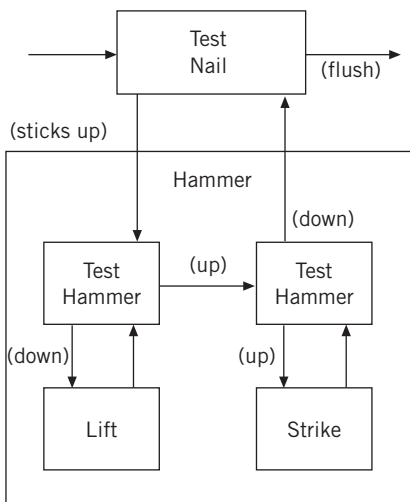 Test
Nail
(flush)
(sticks up)
Hammer
(down)
Test
Hammer
(up)
Test
Hammer
(down)
(up)
Lift
Strike